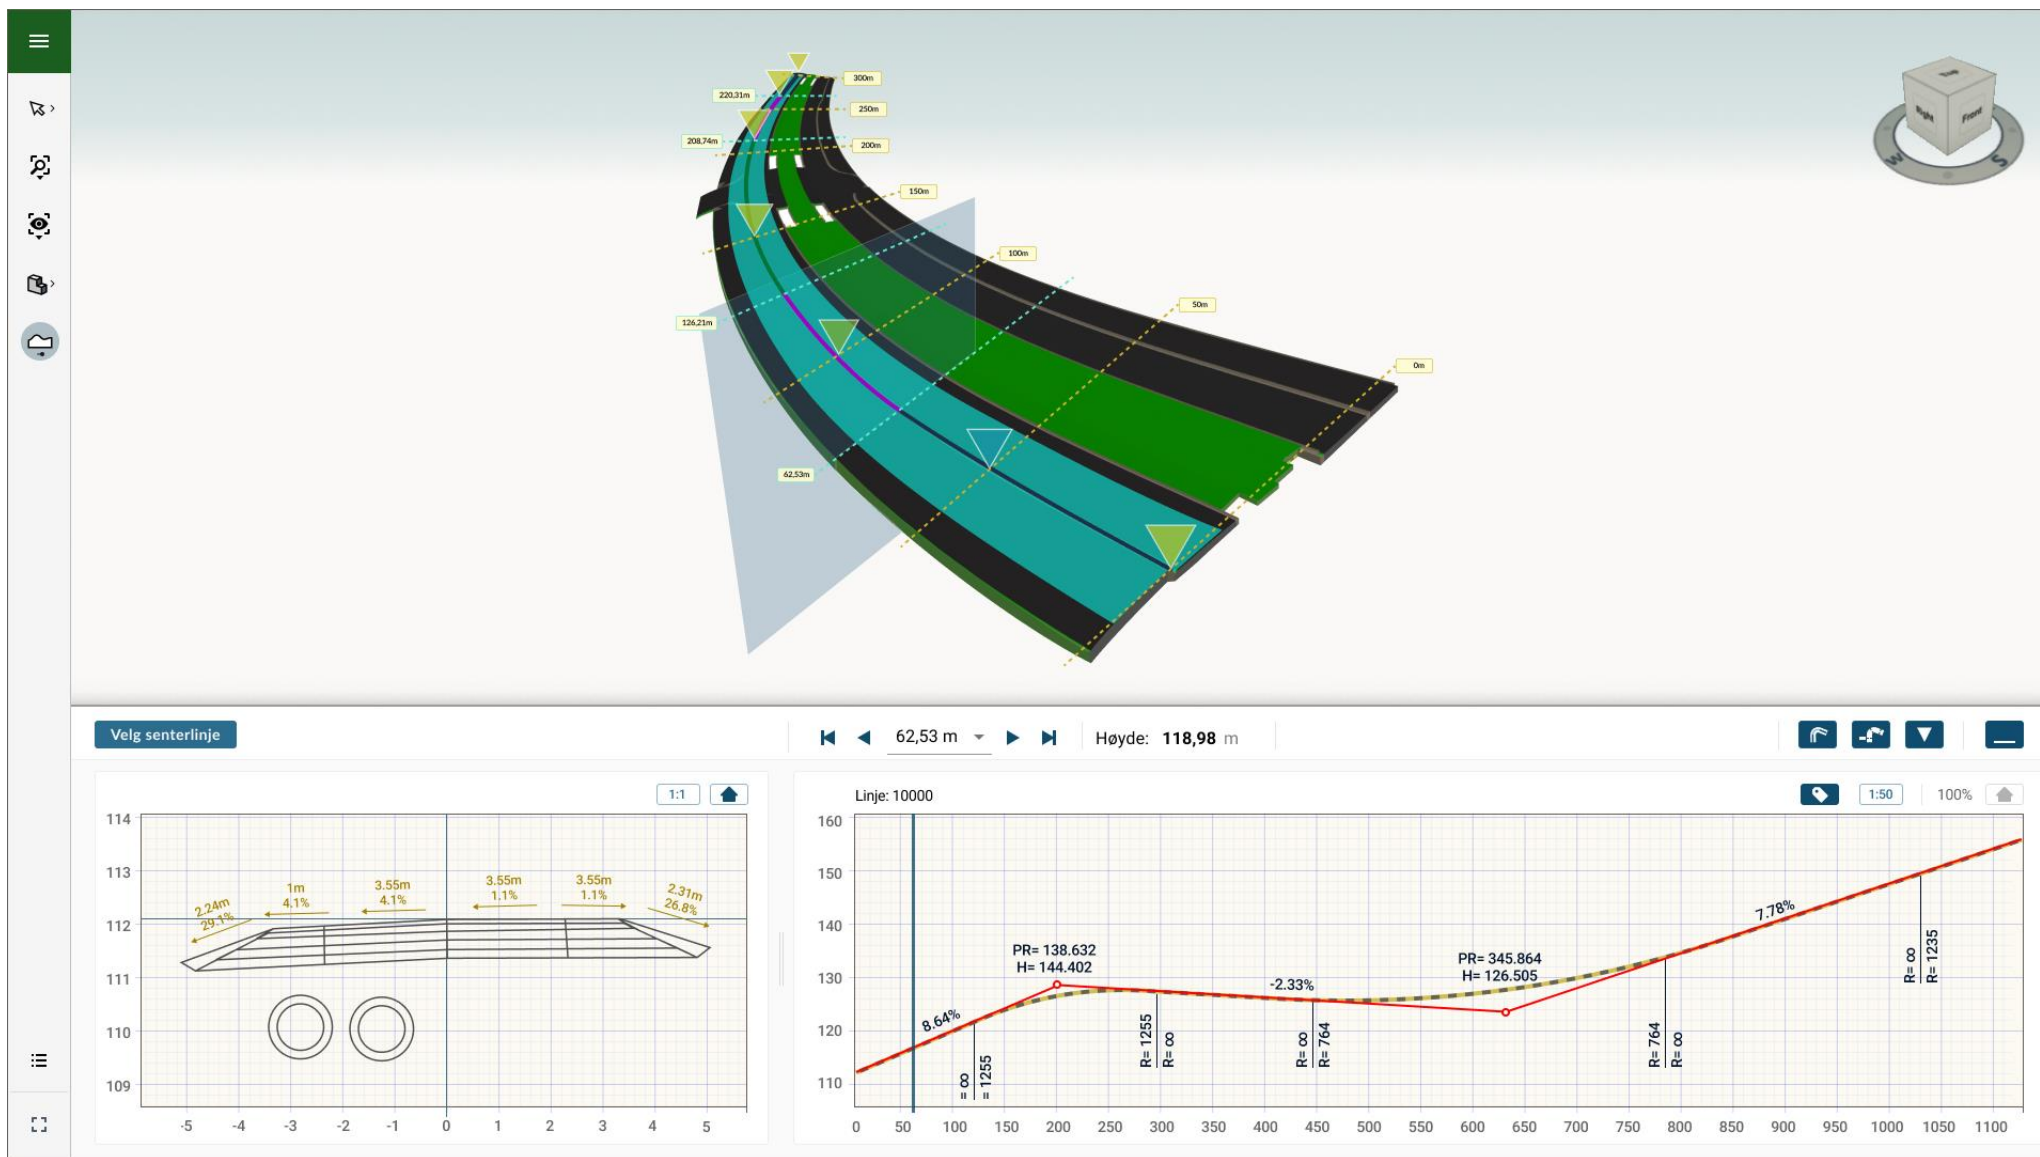 300m
220,31m
250m
208,74m
200m
150m
100m
126,21m
50m
0m
62,53m
Top
Right
Front
W
S
Velg senterlinje
62,53 m
Høyde: 118,98 m
1:1
114
113
112
111
110
109
2.24m
29.1%
1m
4.1%
3.55m
4.1%
3.55m
1.1%
3.55m
1.1%
2.31m
26.8%
-5 -4 -3 -2 -1 0 1 2 3 4 5
Linje: 10000
1:50
100%
160
150
140
130
120
110
8.64%
PR= 138.632
H= 144.402
-2.33%
PR= 345.864
H= 126.505
7.78%
= ∞
= 1255
R= 1255
R= ∞
R= ∞
R= 764
R= 764
R= ∞
R= ∞
R= 1235
0 50 100 150 200 250 300 350 400 450 500 550 600 650 700 750 800 850 900 950 1000 1050 1100